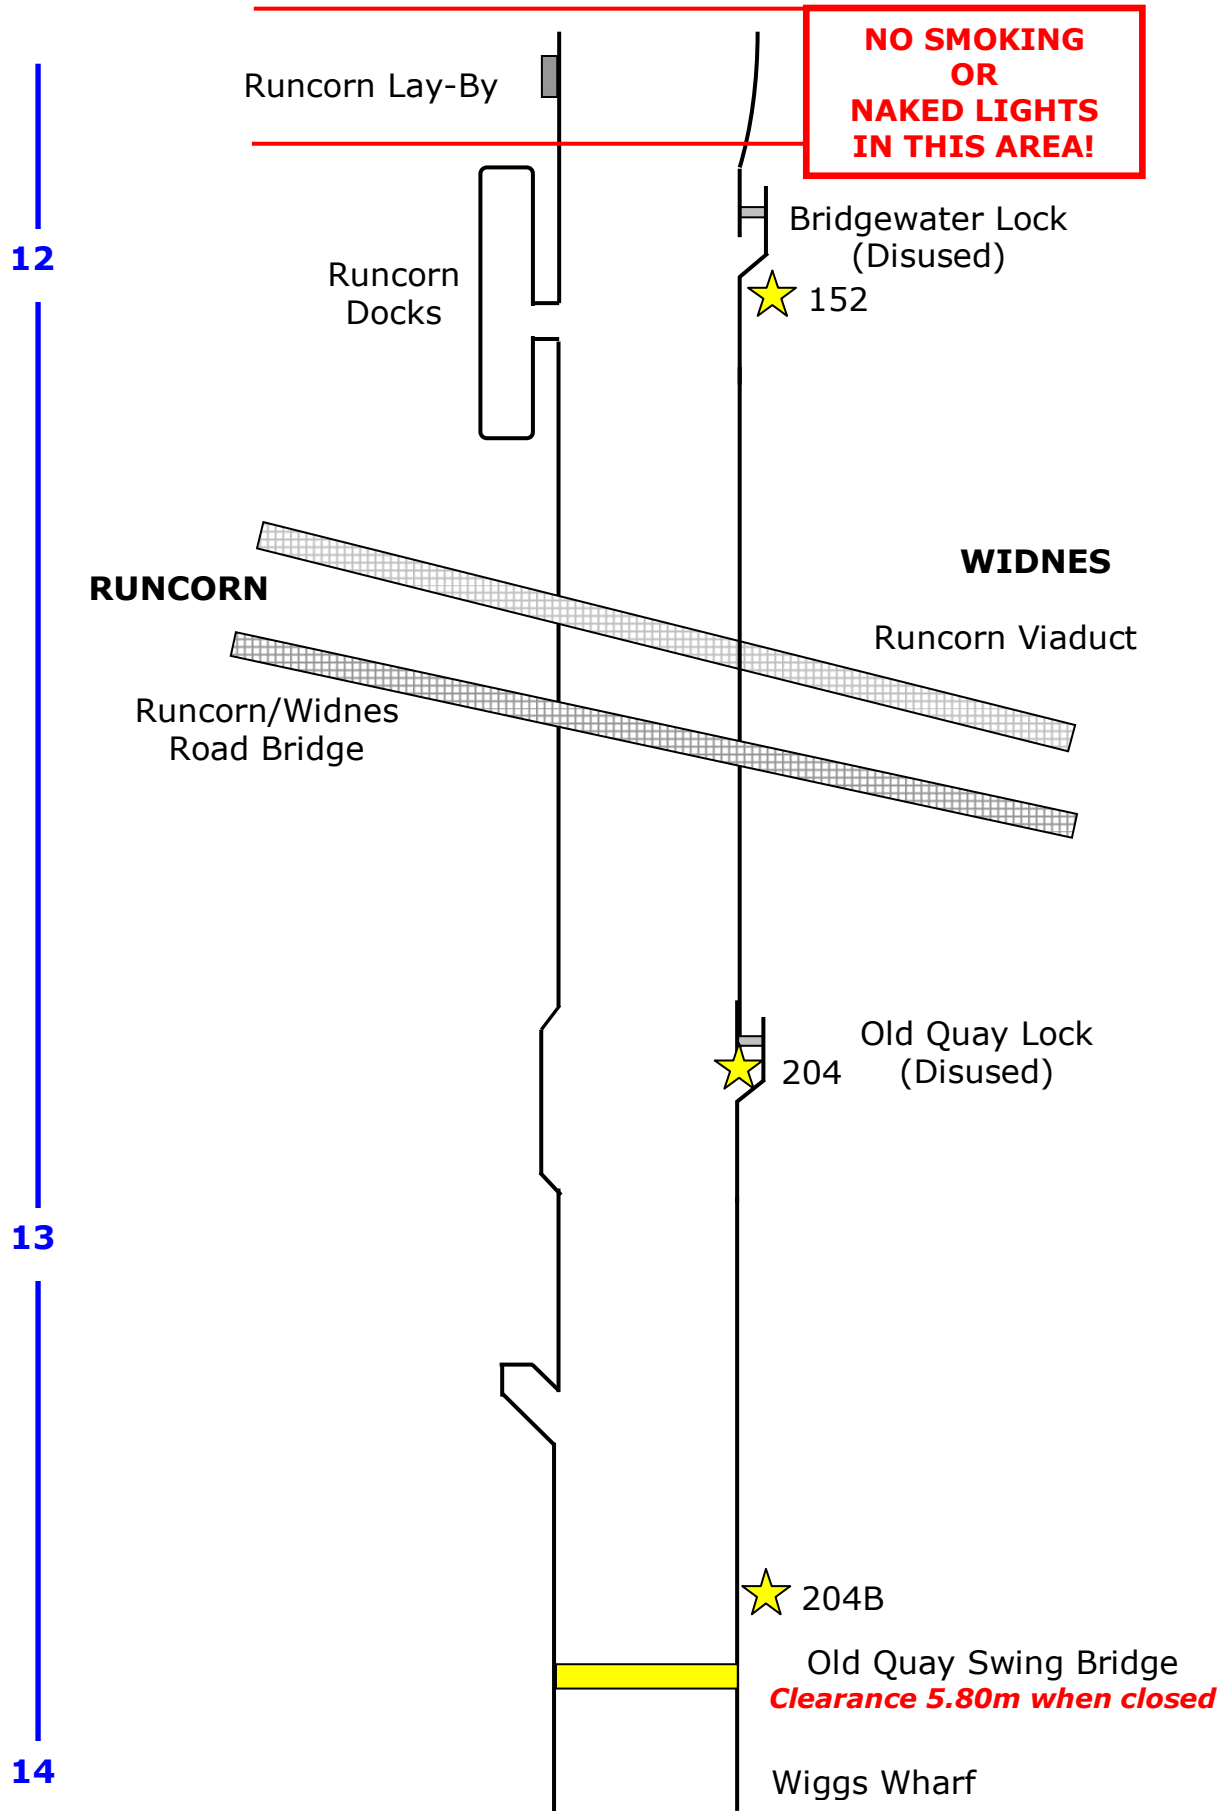 NO SMOKING
OR
NAKED LIGHTS
IN THIS AREA!
Runcorn Lay-By
Bridgewater Lock
(Disused)
12
Runcorn
Docks
152
WIDNES
RUNCORN
Runcorn Viaduct
Runcorn/Widnes
Road Bridge
Old Quay Lock
(Disused)
204
13
204B
Old Quay Swing Bridge
Clearance 5.80m when closed
14
Wiggs Wharf